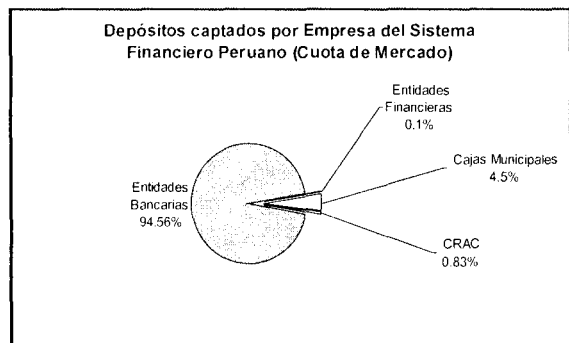 Depósitos captados por Empresa del Sistema
Financiero Peruano (Cuota de Mercado)
Entidades
Financieras
0.1%
Cajas Municipales
4.5%
Entidades
Bancarias
94.56%
CRAC
0.83%